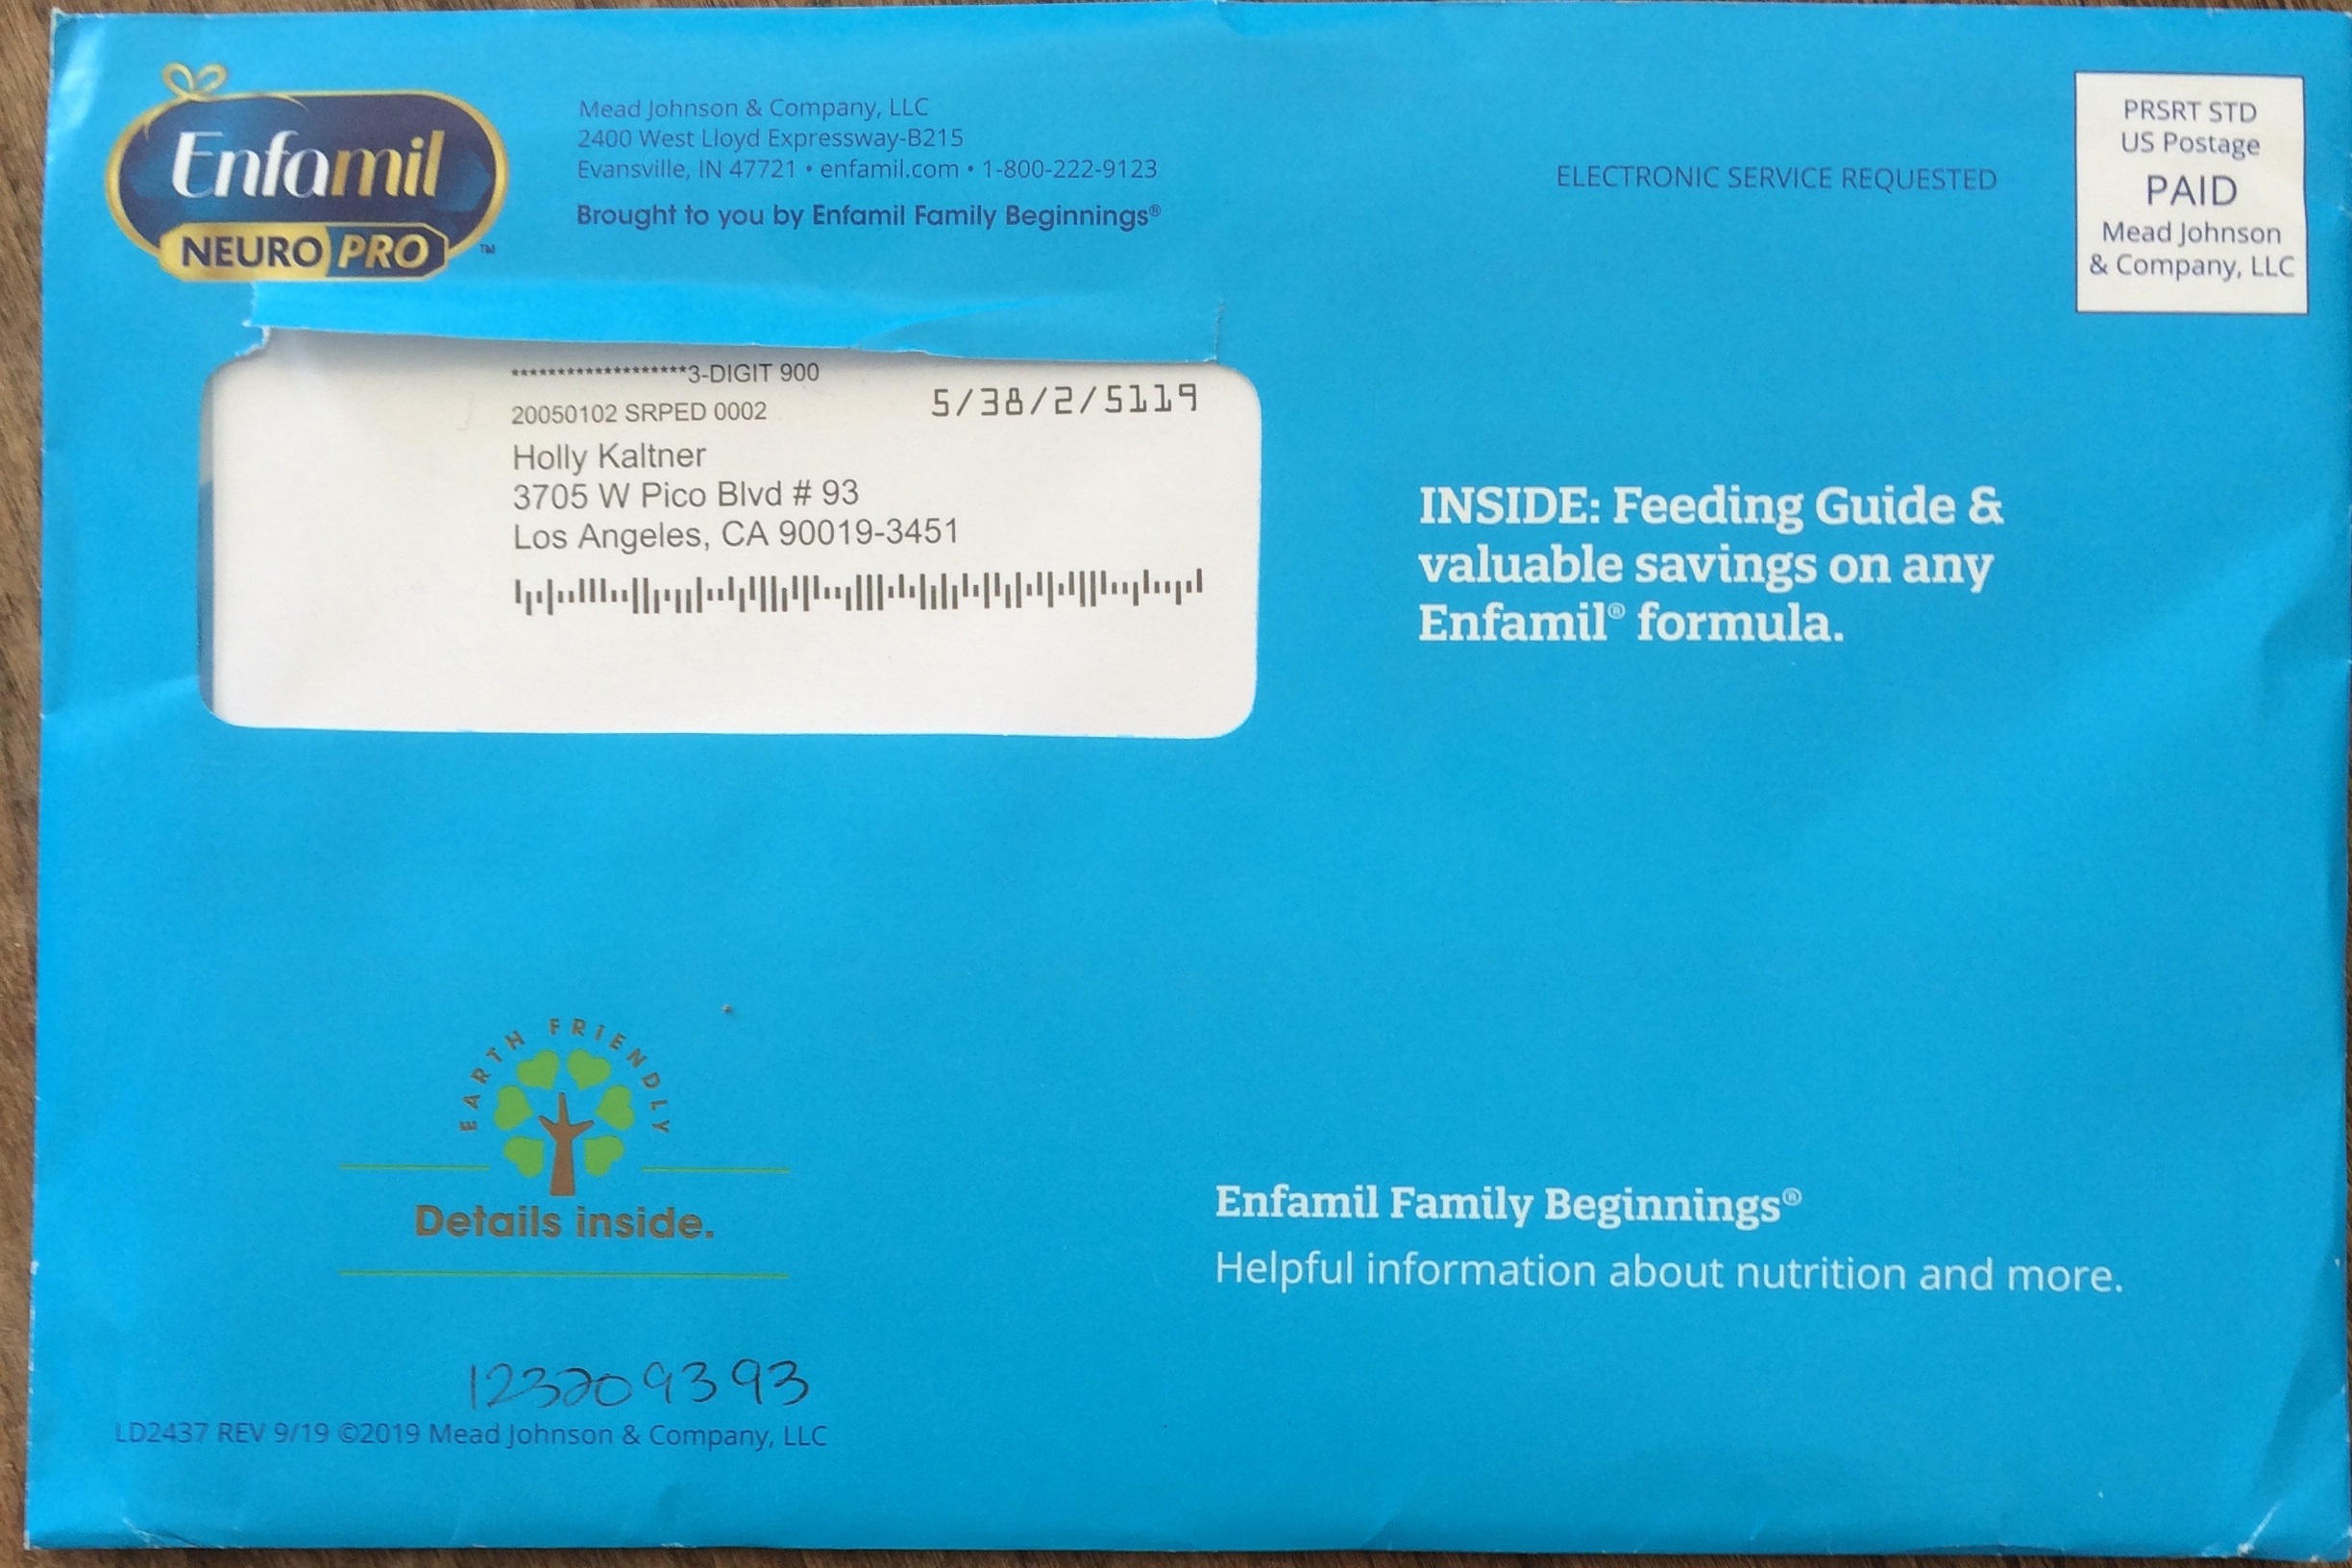 Enfamil
NEURO PRO™
Mead Johnson & Company, LLC
2400 West Lloyd Expressway-B215
Evansville, IN 47721 • enfamil.com • 1-800-222-9123
Brought to you by Enfamil Family Beginnings®
ELECTRONIC SERVICE REQUESTED
PRSRT STD
US Postage
PAID
Mead Johnson
& Company, LLC
*******************3-DIGIT 900
20050102 SRPED 0002
5/38/2/5119
Holly Kaltner
3705 W Pico Blvd # 93
Los Angeles, CA 90019-3451
INSIDE: Feeding Guide &
valuable savings on any
Enfamil® formula.
EARTH FRIENDLY
Details inside.
Enfamil Family Beginnings®
Helpful information about nutrition and more.
1232209393
LD2437 REV 9/19 ©2019 Mead Johnson & Company, LLC